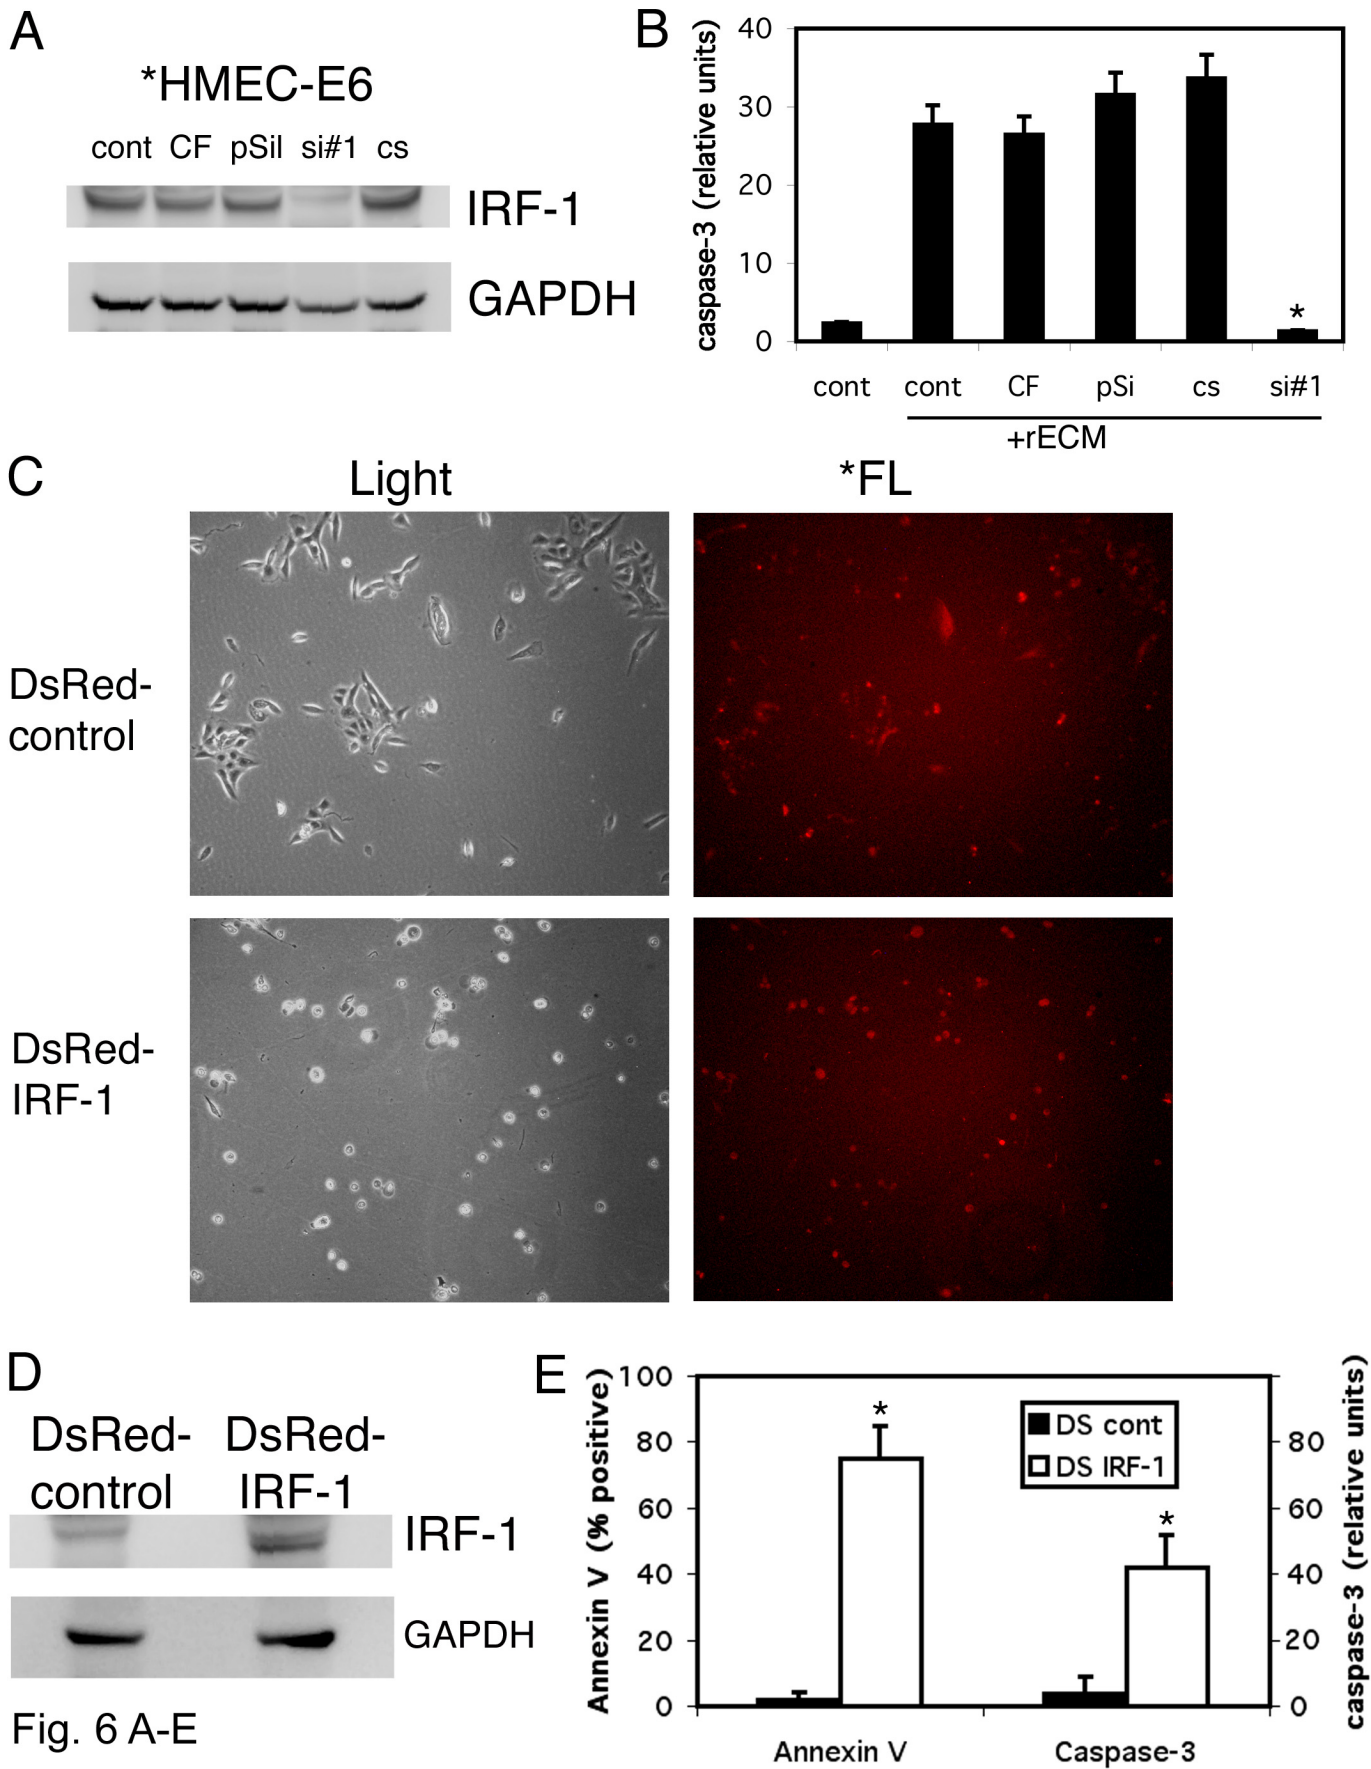 A
*HMEC-E6
cont CF pSil si#1 cs
IRF-1
GAPDH
B
caspase-3 (relative units)
40
30
20
10
0
*
cont cont CF pSi cs si#1
+rECM
C
Light *FL
DsRed-
control
DsRed-
IRF-1
D
DsRed- DsRed-
control IRF-1
IRF-1
GAPDH
Fig. 6 A-E
E
Annexin V (% positive)
100
80
60
40
20
0
*
*
DS cont
DS IRF-1
80
60
40
20
0
caspase-3 (relative units)
Annexin V Caspase-3